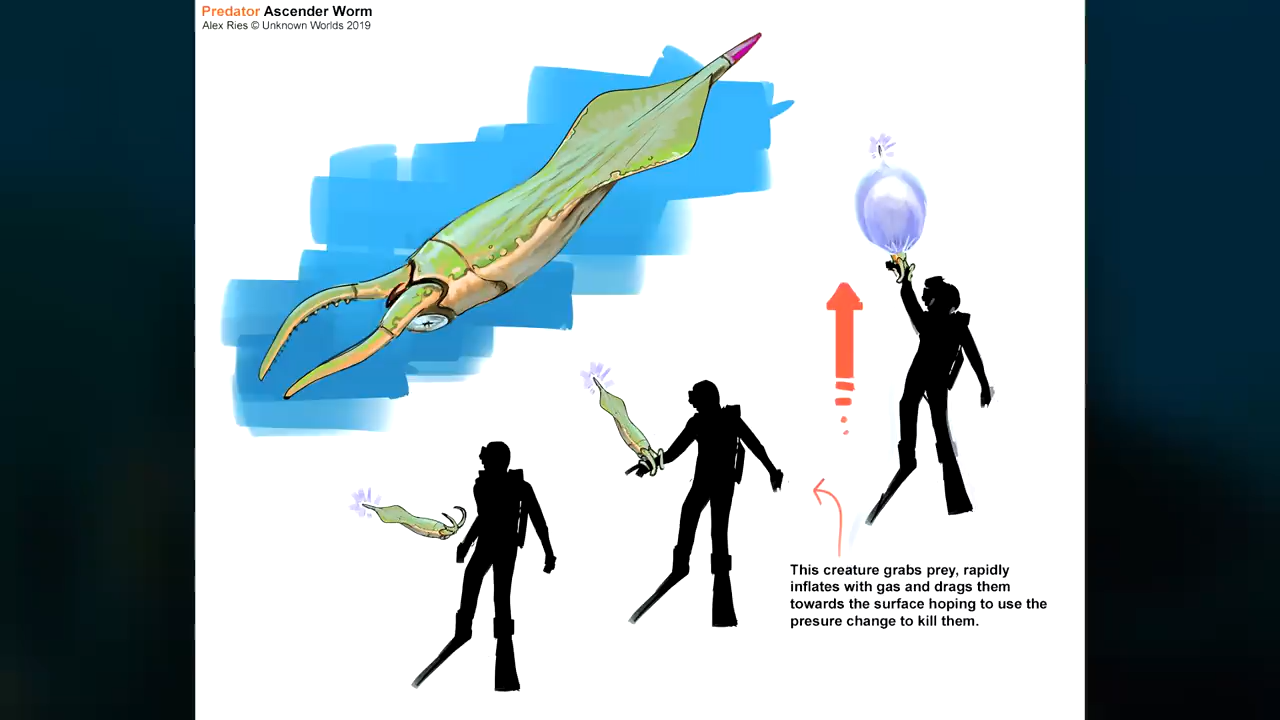 Predator Ascender Worm
Alex Ries © Unknown Worlds 2019
This creature grabs prey, rapidly
inflates with gas and drags them
towards the surface hoping to use the
presure change to kill them.